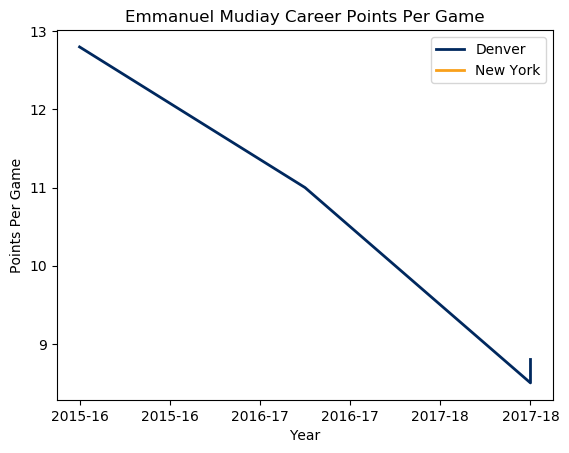 Emmanuel Mudiay Career Points Per Game
13
12
11
10
9
Points Per Game
Denver
New York
2015-16 2015-16 2016-17 2016-17 2017-18 2017-18
Year